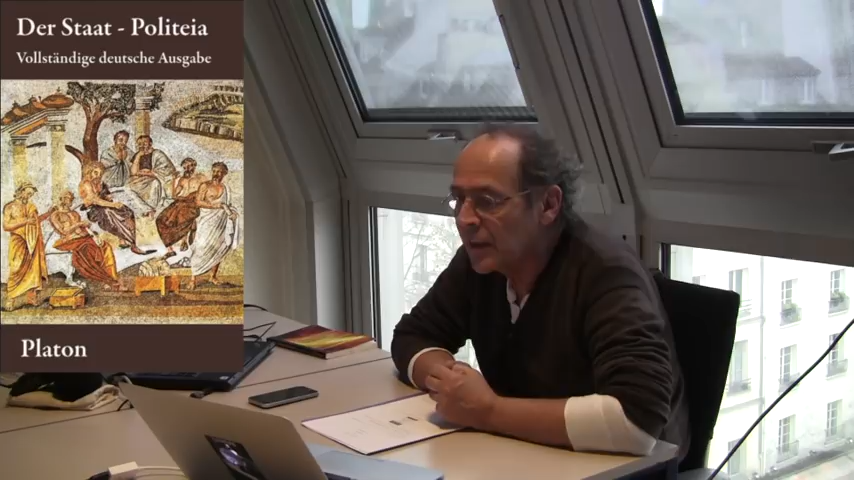 Der Staat - Politeia
Vollständige deutsche Ausgabe
Platon